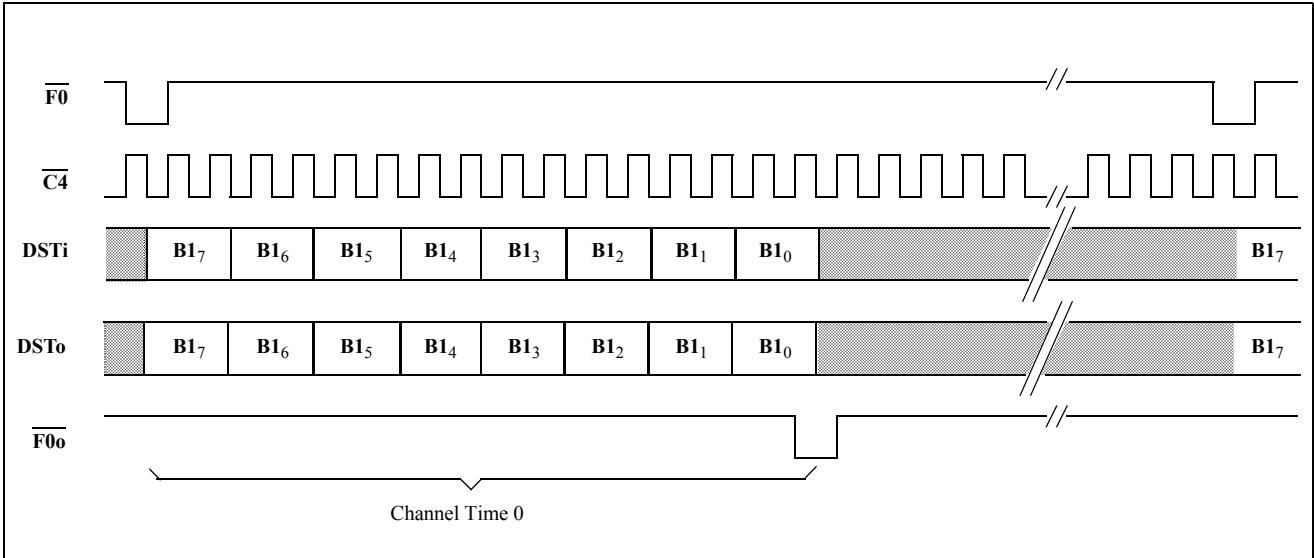 F0
C4
DSTi B1₇ B1₆ B1₅ B1₄ B1₃ B1₂ B1₁ B1₀ B1₇
DSTo B1₇ B1₆ B1₅ B1₄ B1₃ B1₂ B1₁ B1₀ B1₇
F0o
Channel Time 0